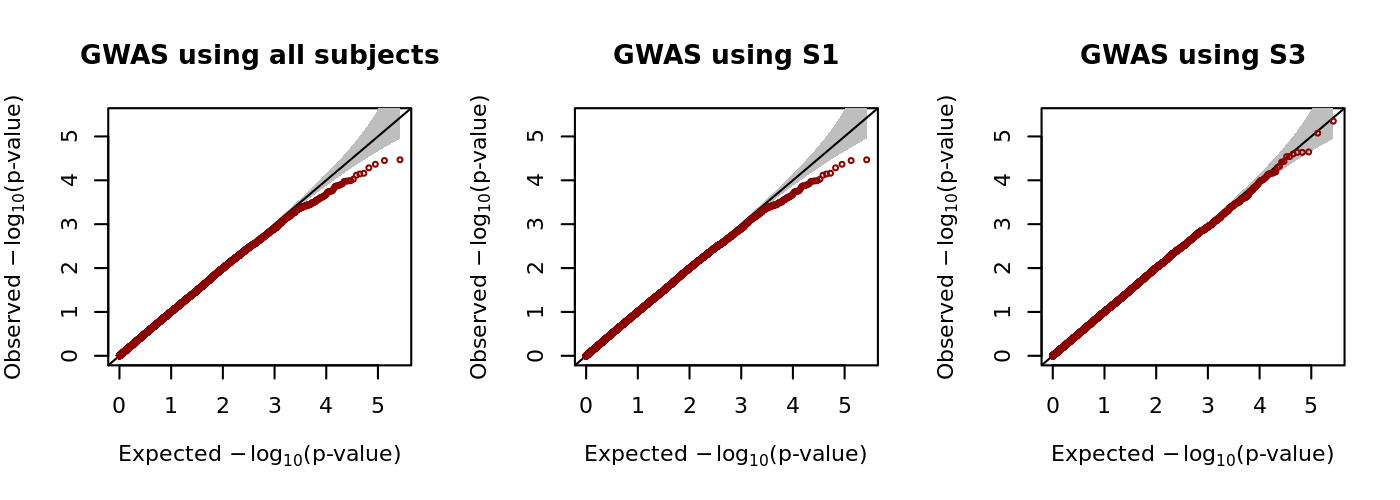 GWAS using all subjects
Observed −log10(p-value)
5
4
3
2
1
0
0 1 2 3 4 5
Expected −log10(p-value)
GWAS using S1
Observed −log10(p-value)
5
4
3
2
1
0
0 1 2 3 4 5
Expected −log10(p-value)
GWAS using S3
Observed −log10(p-value)
5
4
3
2
1
0
0 1 2 3 4 5
Expected −log10(p-value)